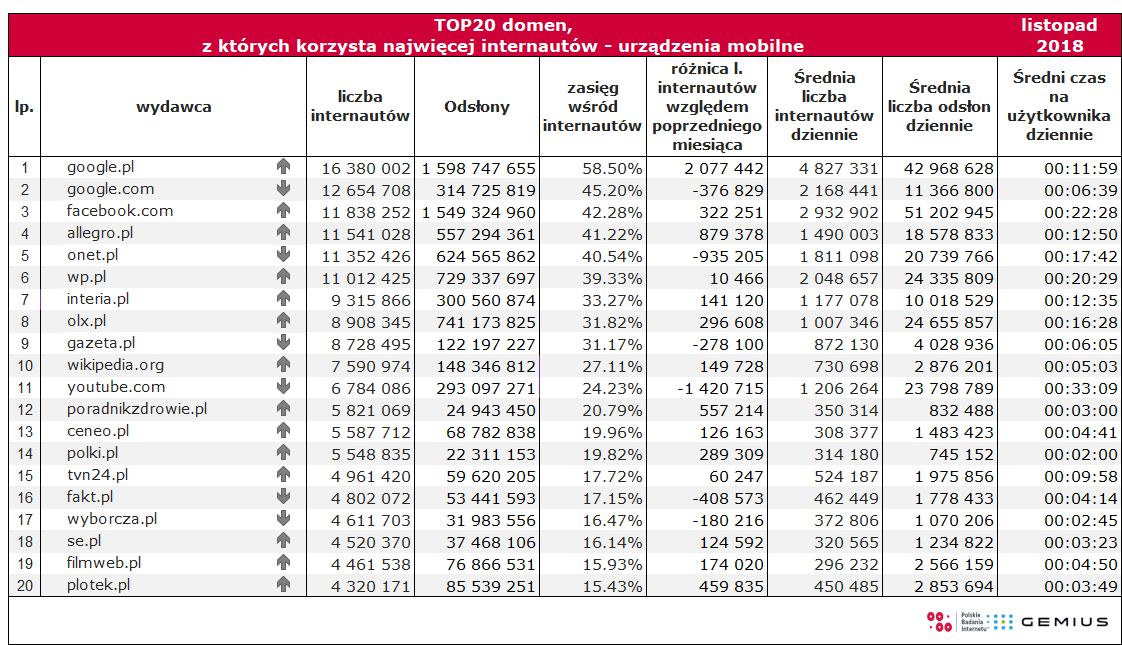 TOP20 domen,
z których korzysta najwięcej internautów - urządzenia mobilne
listopad
2018
lp.
wydawca
liczba
internautów
Odsłony
zasięg
wśród
internautów
różnica l.
internautów
względem
poprzedniego
miesiąca
Średnia
liczba
internautów
dziennie
Średnia
liczba odsłon
dziennie
Średni czas
na
użytkownika
dziennie
1 google.pl 16 380 002 1 598 747 655 58.50% 2 077 442 4 827 331 42 968 628 00:11:59
2 google.com 12 654 708 314 725 819 45.20% -376 829 2 168 441 11 366 800 00:06:39
3 facebook.com 11 838 252 1 549 324 960 42.28% 322 251 2 932 902 51 202 945 00:22:28
4 allegro.pl 11 541 028 557 294 361 41.22% 879 378 1 490 003 18 578 833 00:12:50
5 onet.pl 11 352 426 624 565 862 40.54% -935 205 1 811 098 20 739 766 00:17:42
6 wp.pl 11 012 425 729 337 697 39.33% 10 466 2 048 657 24 335 809 00:20:29
7 interia.pl 9 315 866 300 560 874 33.27% 141 120 1 177 078 10 018 529 00:12:35
8 olx.pl 8 908 345 741 173 825 31.82% 296 608 1 007 346 24 655 857 00:16:28
9 gazeta.pl 8 728 495 122 197 227 31.17% -278 100 872 130 4 028 936 00:06:05
10 wikipedia.org 7 590 974 148 346 812 27.11% 149 728 730 698 2 876 201 00:05:03
11 youtube.com 6 784 086 293 097 271 24.23% -1 420 715 1 206 264 23 798 789 00:33:09
12 poradnikzdrowie.pl 5 821 069 24 943 450 20.79% 557 214 350 314 832 488 00:03:00
13 ceneo.pl 5 587 712 68 782 838 19.96% 126 163 308 377 1 483 423 00:04:41
14 polki.pl 5 548 835 22 311 153 19.82% 289 309 314 180 745 152 00:02:00
15 tvn24.pl 4 961 420 59 620 205 17.72% 60 247 524 187 1 975 856 00:09:58
16 fakt.pl 4 802 072 53 441 593 17.15% -408 573 462 449 1 778 433 00:04:14
17 wyborcza.pl 4 611 703 31 983 556 16.47% -180 216 372 806 1 070 206 00:02:45
18 se.pl 4 520 370 37 468 106 16.14% 124 592 320 565 1 234 822 00:03:23
19 filmweb.pl 4 461 538 76 866 531 15.93% 174 020 296 232 2 566 159 00:04:50
20 plotek.pl 4 320 171 85 539 251 15.43% 459 835 450 485 2 853 694 00:03:49
Polskie
Badania
Internetu
GEMIUS